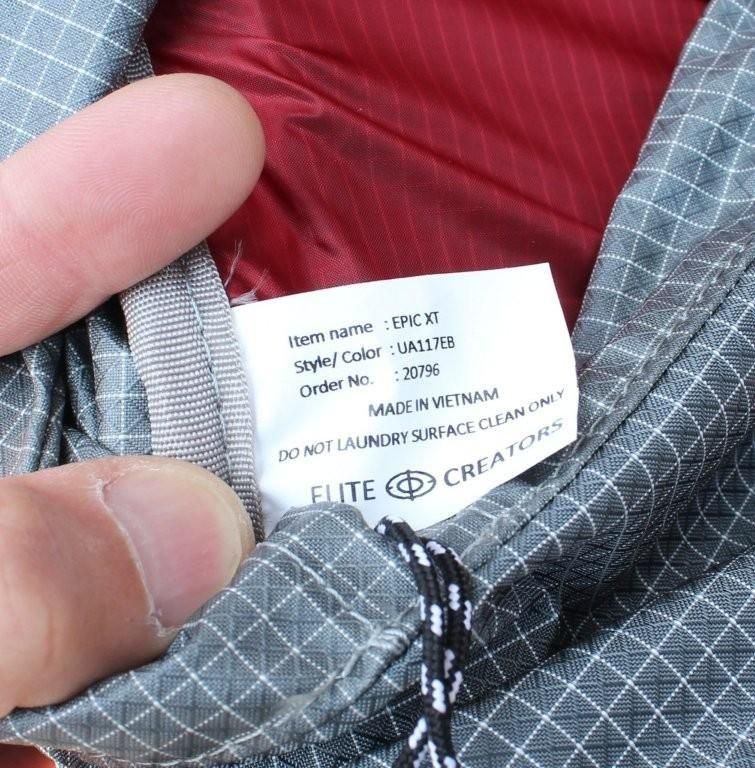 Item name : EPIC XT
Style/ Color : UA117EB
Order No. : 20796
MADE IN VIETNAM
DO NOT LAUNDRY SURFACE CLEAN ONLY
ELITE CREATORS